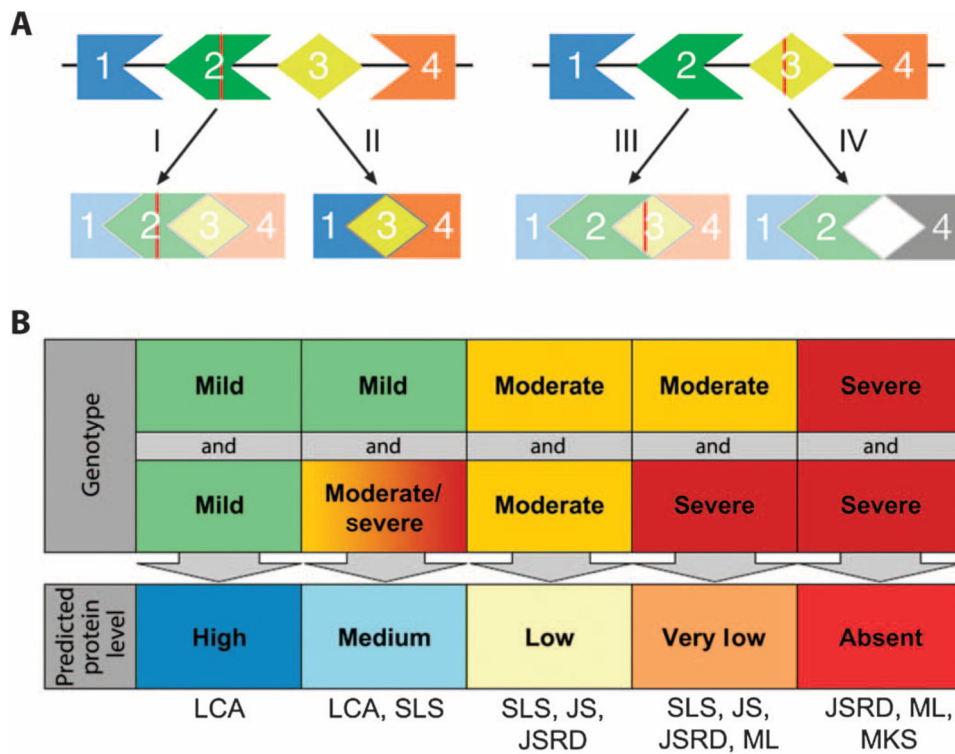 A
1 2 3 4
1 2 3 4
I II
III IV
1 2 3 4
1 3 4
1 2 3 4
1 2 4
B
Genotype
Mild Mild Moderate Moderate Severe
and and and and and
Mild Moderate/
severe Moderate Severe Severe
Predicted
protein
level
High Medium Low Very low Absent
LCA LCA, SLS SLS, JS,
JSRD SLS, JS,
JSRD, ML JSRD, ML,
MKS